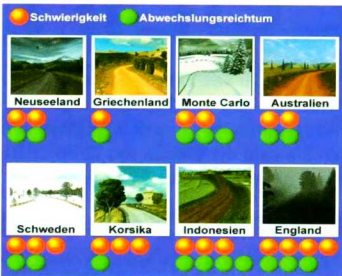 Schwierigkeit Abwechslungsreichtum
Neuseeland Griechenland Monte Carlo Australien
Schweden Korsika Indonesien England